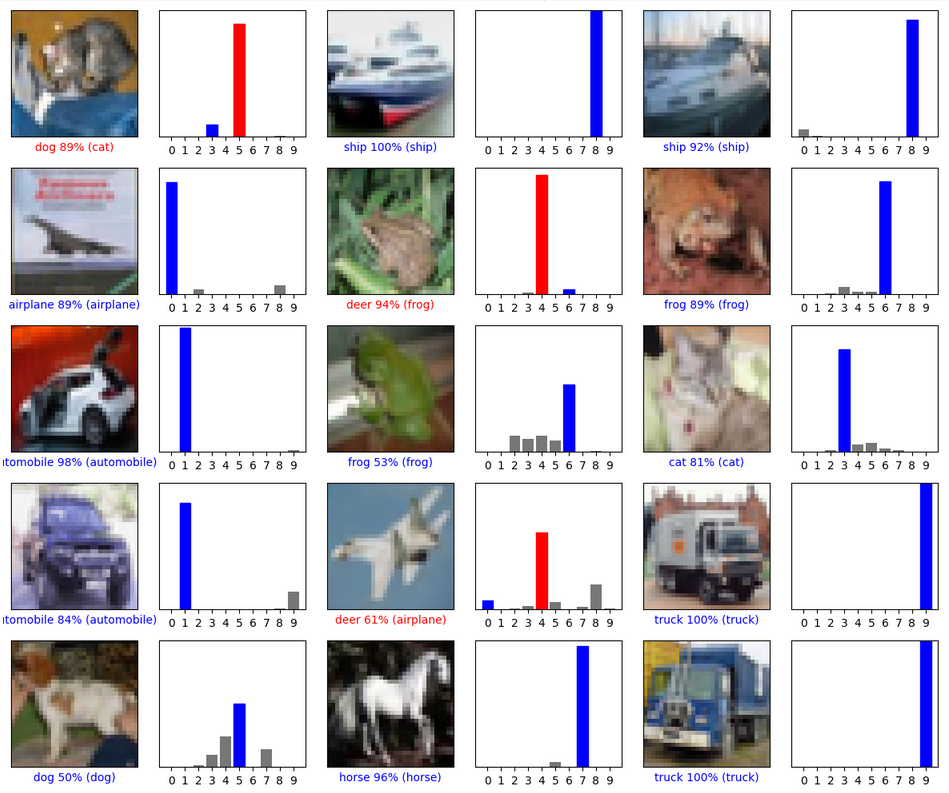 0 1 2 3 4 5 6 7 8 9
0 1 2 3 4 5 6 7 8 9
0 1 2 3 4 5 6 7 8 9
dog 89% (cat)
ship 100% (ship)
ship 92% (ship)
0 1 2 3 4 5 6 7 8 9
0 1 2 3 4 5 6 7 8 9
0 1 2 3 4 5 6 7 8 9
airplane 89% (airplane)
deer 94% (frog)
frog 89% (frog)
0 1 2 3 4 5 6 7 8 9
0 1 2 3 4 5 6 7 8 9
0 1 2 3 4 5 6 7 8 9
utomobile 98% (automobile)
frog 53% (frog)
cat 81% (cat)
0 1 2 3 4 5 6 7 8 9
0 1 2 3 4 5 6 7 8 9
0 1 2 3 4 5 6 7 8 9
utomobile 84% (automobile)
deer 61% (airplane)
truck 100% (truck)
0 1 2 3 4 5 6 7 8 9
0 1 2 3 4 5 6 7 8 9
0 1 2 3 4 5 6 7 8 9
dog 50% (dog)
horse 96% (horse)
truck 100% (truck)